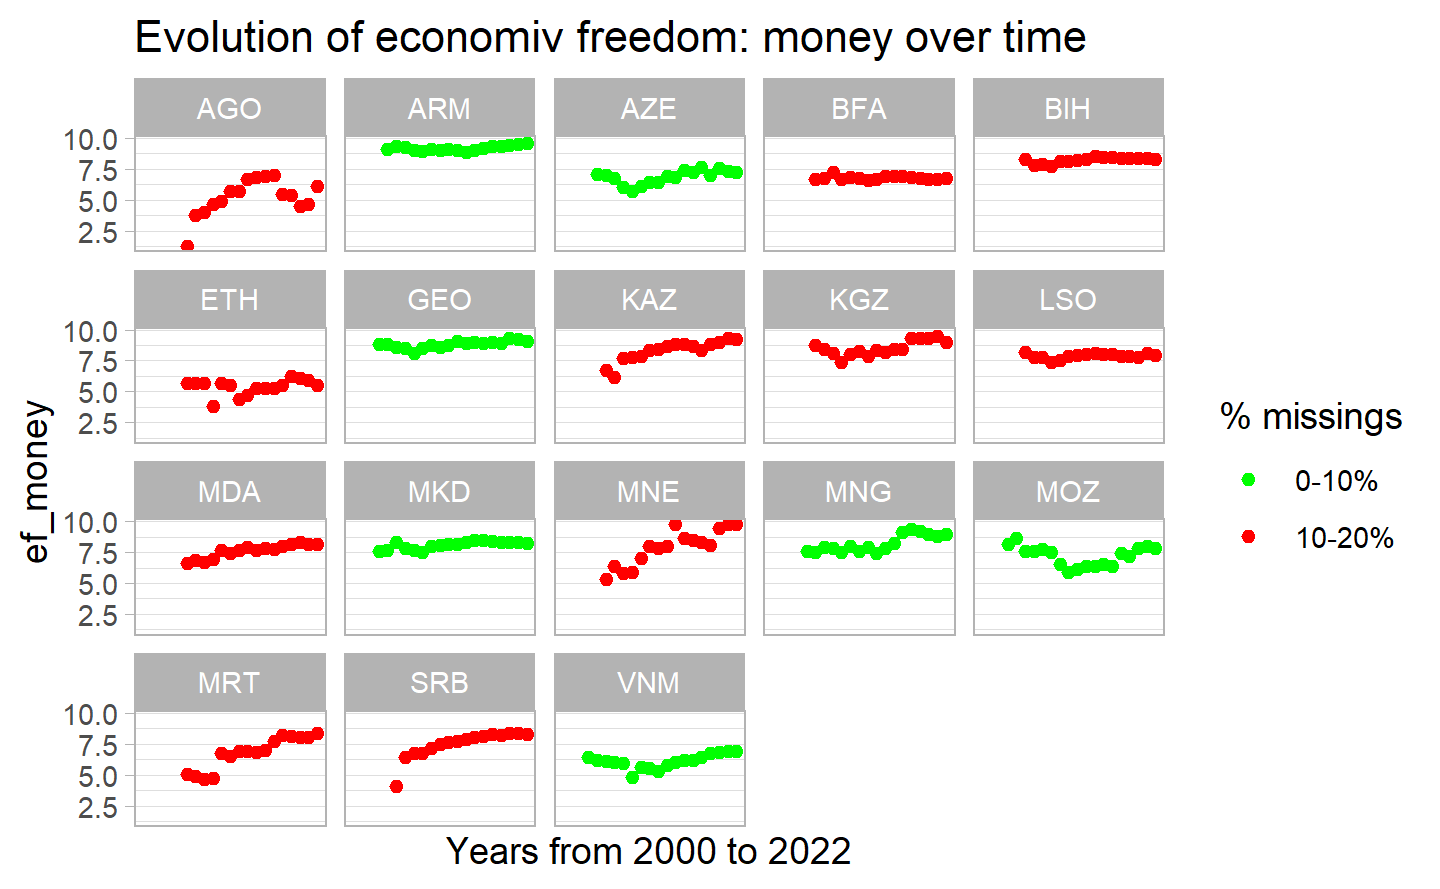 Evolution of economiv freedom: money over time
AGO ARM AZE BFA BIH
10.0
7.5
5.0
2.5
ETH GEO KAZ KGZ LSO
10.0
7.5
5.0
2.5
MDA MKD MNE MNG MOZ
10.0
7.5
5.0
2.5
MRT SRB VNM
10.0
7.5
5.0
2.5
ef_money
Years from 2000 to 2022
% missings
0-10%
10-20%